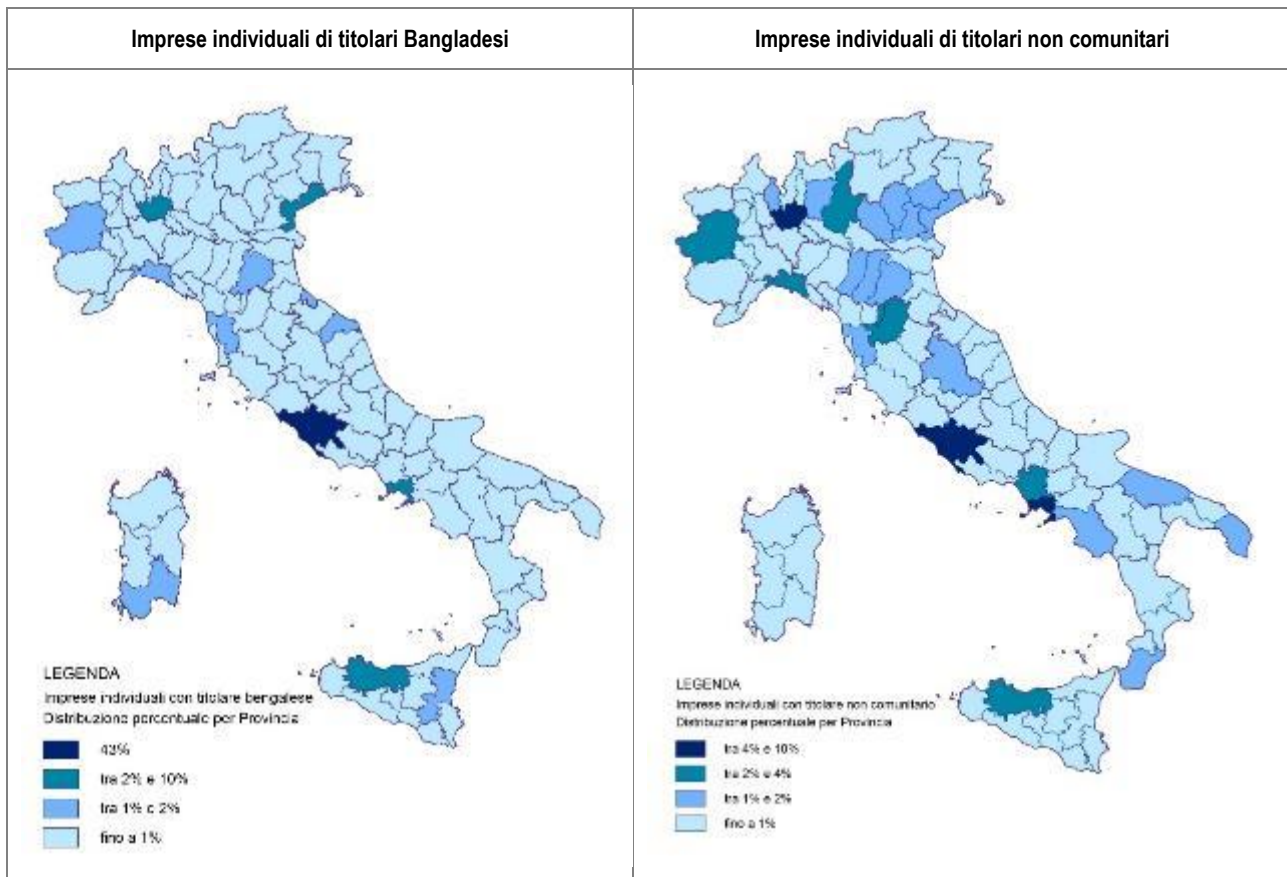 Imprese individuali di titolari Bangladesi
Imprese individuali di titolari non comunitari
LEGENDA
Imprese individuali con titolare bengalese
Distribuzione percentuale per Provincia
43%
tra 2% e 10%
tra 1% e 2%
fino a 1%
LEGENDA
Imprese individuali con titolare non comunitario
Distribuzione percentuale per Provincia
tra 4% e 10%
tra 2% e 4%
tra 1% e 2%
fino a 1%